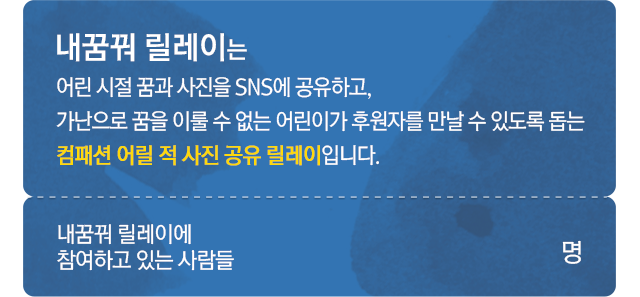 내꿈꿔 릴레이는
어린 시절 꿈과 사진을 SNS에 공유하고,
가난으로 꿈을 이룰 수 없는 어린이가 후원자를 만날 수 있도록 돕는
컴패션 어릴 적 사진 공유 릴레이입니다.
내꿈꿔 릴레이에
참여하고 있는 사람들
명